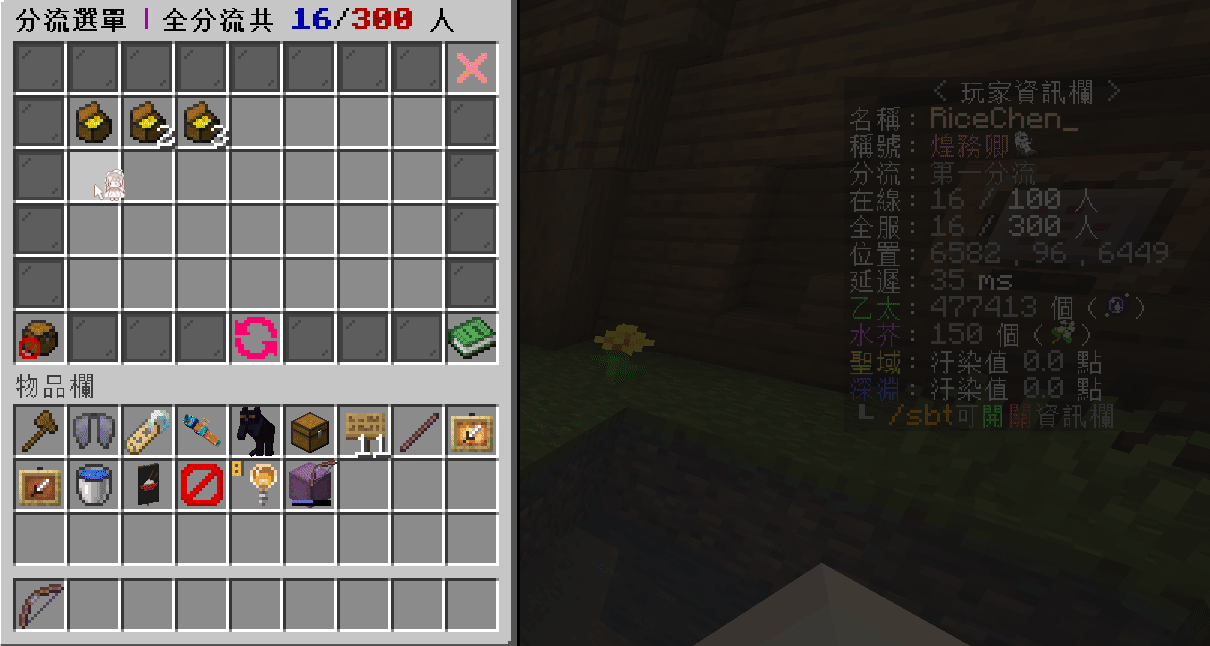 分流選單 | 全分流共 16/300 人
2
3
物品欄
11
8
< 玩家資訊欄 >
名稱：RiceChen_
稱號：煌務卿
分流：第一分流
在線：16 / 100 人
全服：16 / 300 人
位置：6582 , 96 , 6449
延遲：35 ms
乙太：477413 個 ( )
水芥：150 個 ( )
聖域：汙染值 0.0 點
深淵：汙染值 0.0 點
┗ /sbt可開關資訊欄